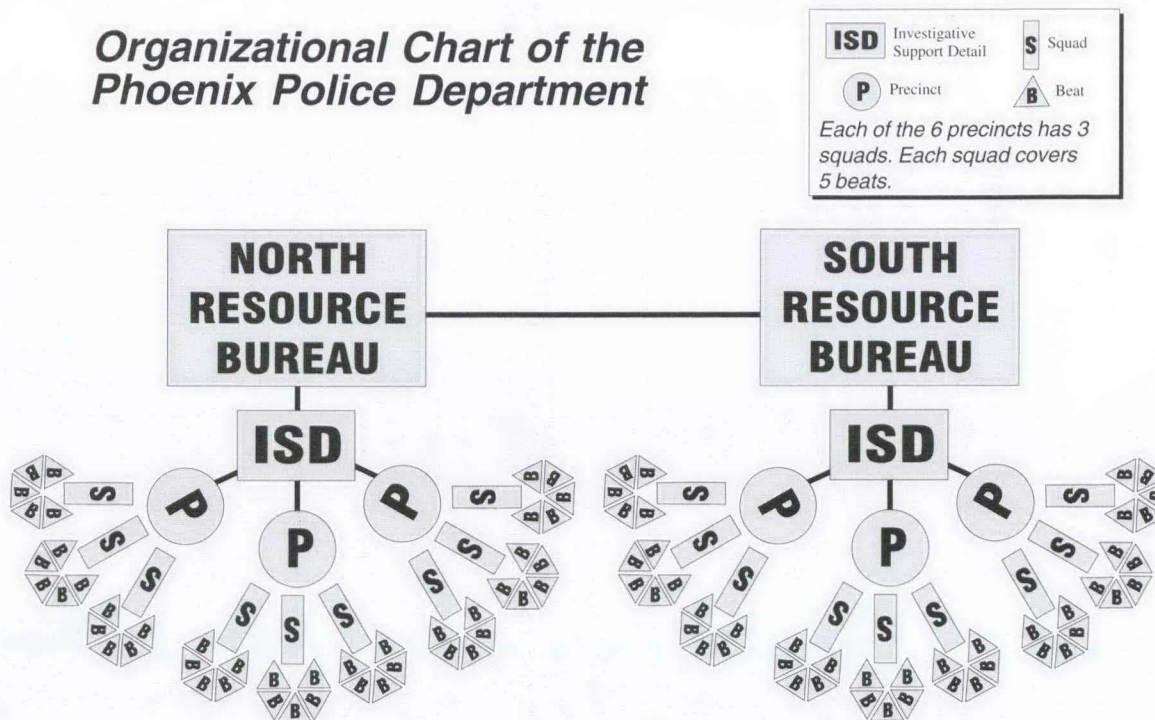 Organizational Chart of the
Phoenix Police Department
ISD Investigative
Support Detail
S Squad
P Precinct
B Beat
Each of the 6 precincts has 3
squads. Each squad covers
5 beats.
NORTH
RESOURCE
BUREAU
SOUTH
RESOURCE
BUREAU
ISD
P
S
B B B B B
S
B B B B B
S
B B B B B
P
S
B B B B B
S
B B B B B
S
B B B B B
P
S
B B B B B
S
B B B B B
S
B B B B B
ISD
P
S
B B B B B
S
B B B B B
S
B B B B B
P
S
B B B B B
S
B B B B B
S
B B B B B
P
S
B B B B B
S
B B B B B
S
B B B B B